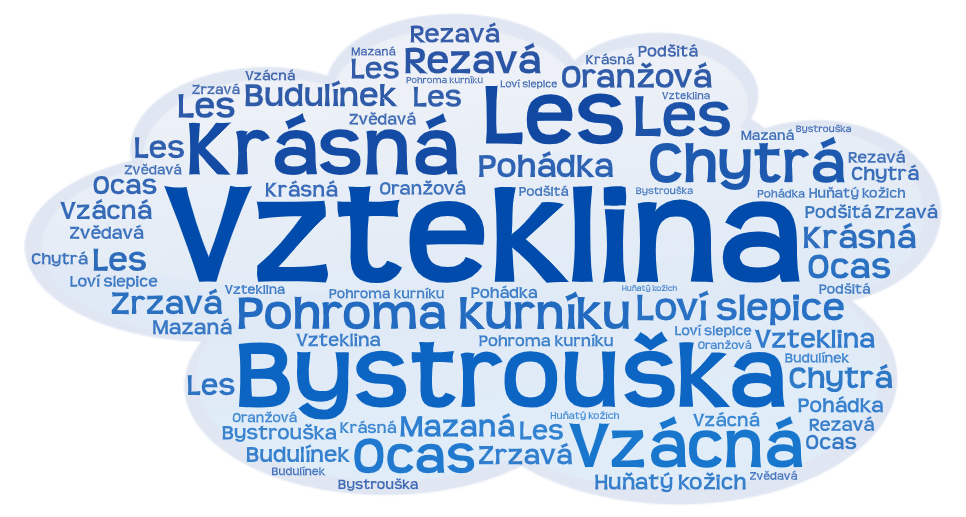 Rezavá
Mazaná Rezavá Krásná Podšitá
Les Pohroma kurníku Loví slepice Oranžová
Vzácná
Zrzavá Budulínek Les Les Vzteklina
Les Zvědavá Les
Les Krásná Pohádka Chytrá Mazaná Bystrouška
Zvědavá Rezavá
Ocas Krásná Oranžová Podšitá Bystrouška Chytrá
Pohádka Huňatý kožich
Vzácná Vzteklina Podšitá Zrzavá
Zvědavá Krásná
Chytrá Les Ocas
Loví slepice Podšitá
Vzteklina Pohroma kurníku Pohádka Huňatý kožich
Zrzavá Pohroma kurníku Loví slepice
Mazaná Loví slepice
Vzteklina Pohroma kurníku Oranžová Vzteklina
Les Bystrouška Budulínek
Chytrá
Pohádka
Oranžová Huňatý kožich Vzácná
Bystrouška Krásná Mazaná Les Vzácná Rezavá
Budulínek Ocas Zrzavá Ocas
Budulínek
Bystrouška Huňatý kožich Zvědavá